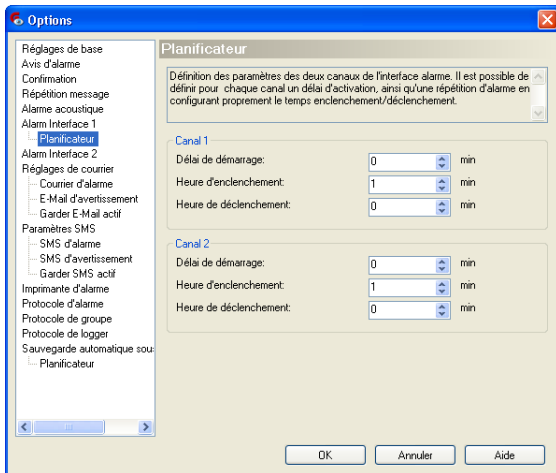 Options
Réglages de base
Avis d'alarme
Confirmation
Répétition message
Alarme acoustique
Alarm Interface 1
Planificateur
Alarm Interface 2
Réglages de courrier
Courrier d'alarme
E-Mail d'avertissement
Garder E-Mail actif
Paramètres SMS
SMS d'alarme
SMS d'avertissement
Garder SMS actif
Imprimante d'alarme
Protocole d'alarme
Protocole de groupe
Protocole de logger
Sauvegarde automatique sou
Planificateur
Planificateur
Définition des paramètres des deux canaux de l'interface alarme. Il est possible de
définir pour chaque canal un délai d'activation, ainsi qu'une répétition d'alarme en
configurant proprement le temps enclenchement/déclenchement.
Canal 1
Délai de démarrage: 0 min
Heure d'enclenchement: 1 min
Heure de déclenchement: 0 min
Canal 2
Délai de démarrage: 0 min
Heure d'enclenchement: 1 min
Heure de déclenchement: 0 min
OK Annuler Aide